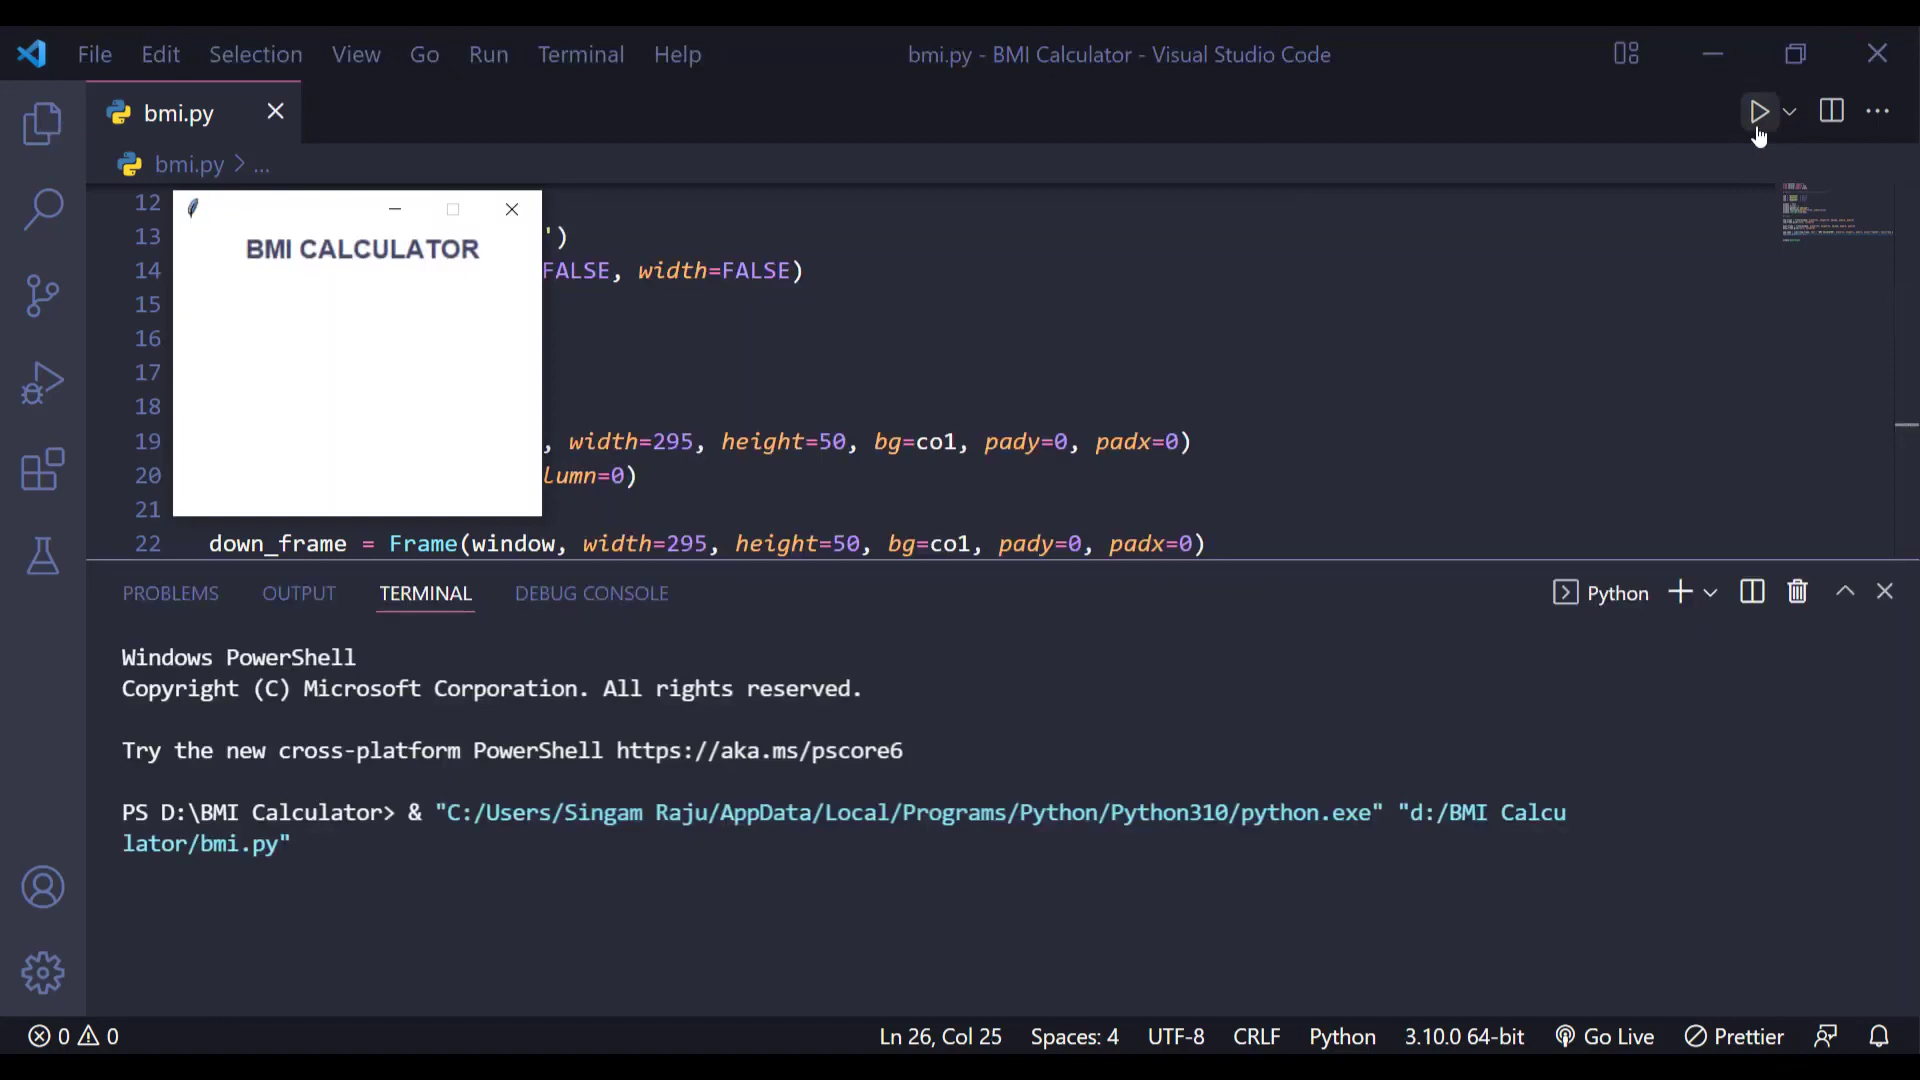 File Edit Selection View Go Run Terminal Help bmi.py - BMI Calculator - Visual Studio Code
bmi.py
bmi.py > ...
12
BMI CALCULATOR
13 ')
14 FALSE, width=FALSE)
15
16
17
18
19 , width=295, height=50, bg=co1, pady=0, padx=0)
20 lumn=0)
21
22 down_frame = Frame(window, width=295, height=50, bg=co1, pady=0, padx=0)
PROBLEMS OUTPUT TERMINAL DEBUG CONSOLE Python
Windows PowerShell
Copyright (C) Microsoft Corporation. All rights reserved.
Try the new cross-platform PowerShell https://aka.ms/pscore6
PS D:\BMI Calculator> & "C:/Users/Singam Raju/AppData/Local/Programs/Python/Python310/python.exe" "d:/BMI Calcu
lator/bmi.py"
0 0 Ln 26, Col 25 Spaces: 4 UTF-8 CRLF Python 3.10.0 64-bit Go Live Prettier